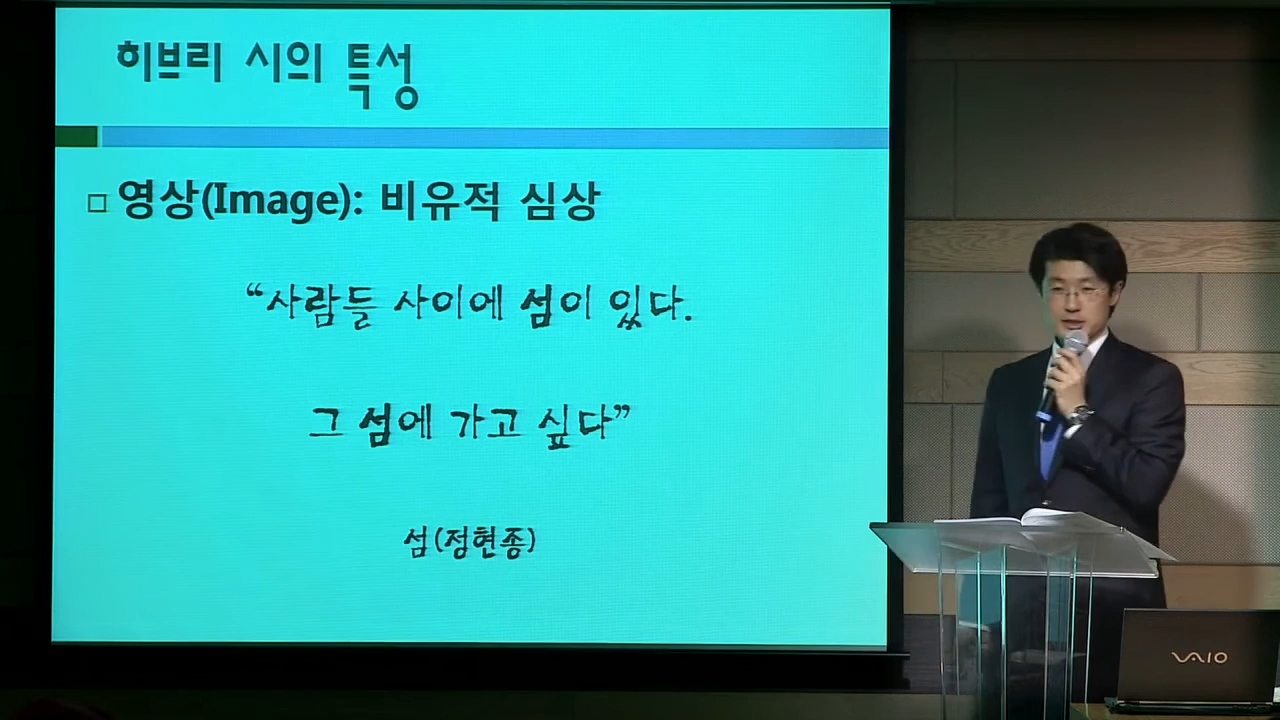 히브리 시의 특성
영상(Image): 비유적 심상
“사람들 사이에 섬이 있다.
그 섬에 가고 싶다”
섬(정현종)
VAIO